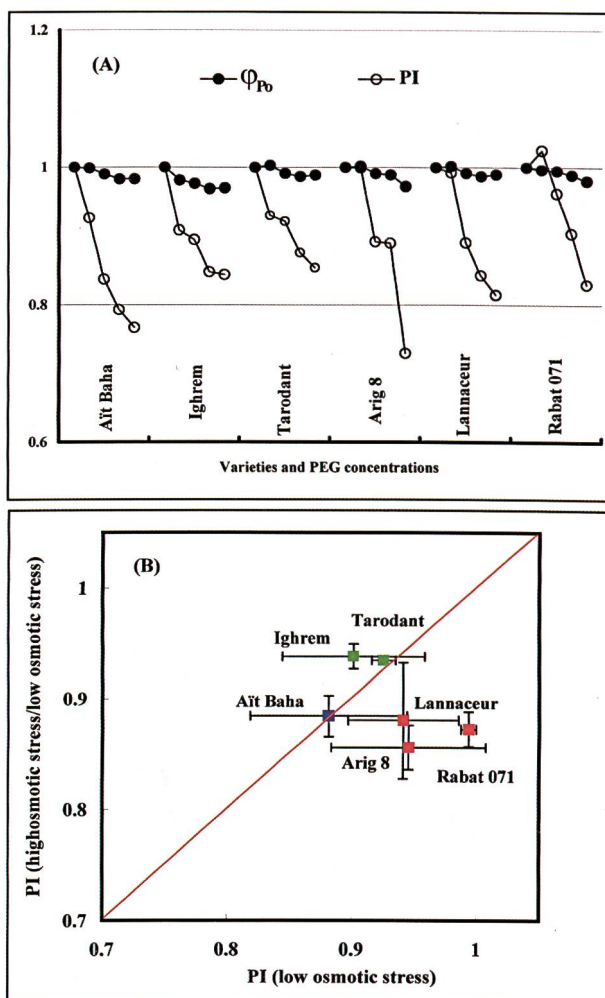 1.2
(A)
φPo PI
1
0.8
0.6
Aït Baha
Ighrem
Tarodant
Arig 8
Lannaceur
Rabat 071
Varieties and PEG concentrations
(B)
1
Tarodant
Ighrem
0.9
Aït Baha
Lannaceur
Arig 8
Rabat 071
0.8
0.7
0.7 0.8 0.9 1
PI (low osmotic stress)
PI (highosmotic stress/low osmotic stress)